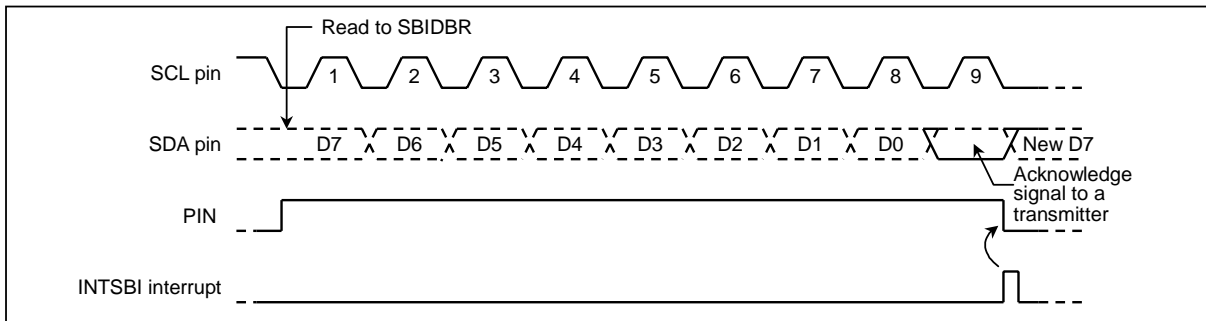 Read to SBIDBR
SCL pin
1 2 3 4 5 6 7 8 9
SDA pin
D7 D6 D5 D4 D3 D2 D1 D0 New D7
Acknowledge
signal to a
transmitter
PIN
INTSBI interrupt